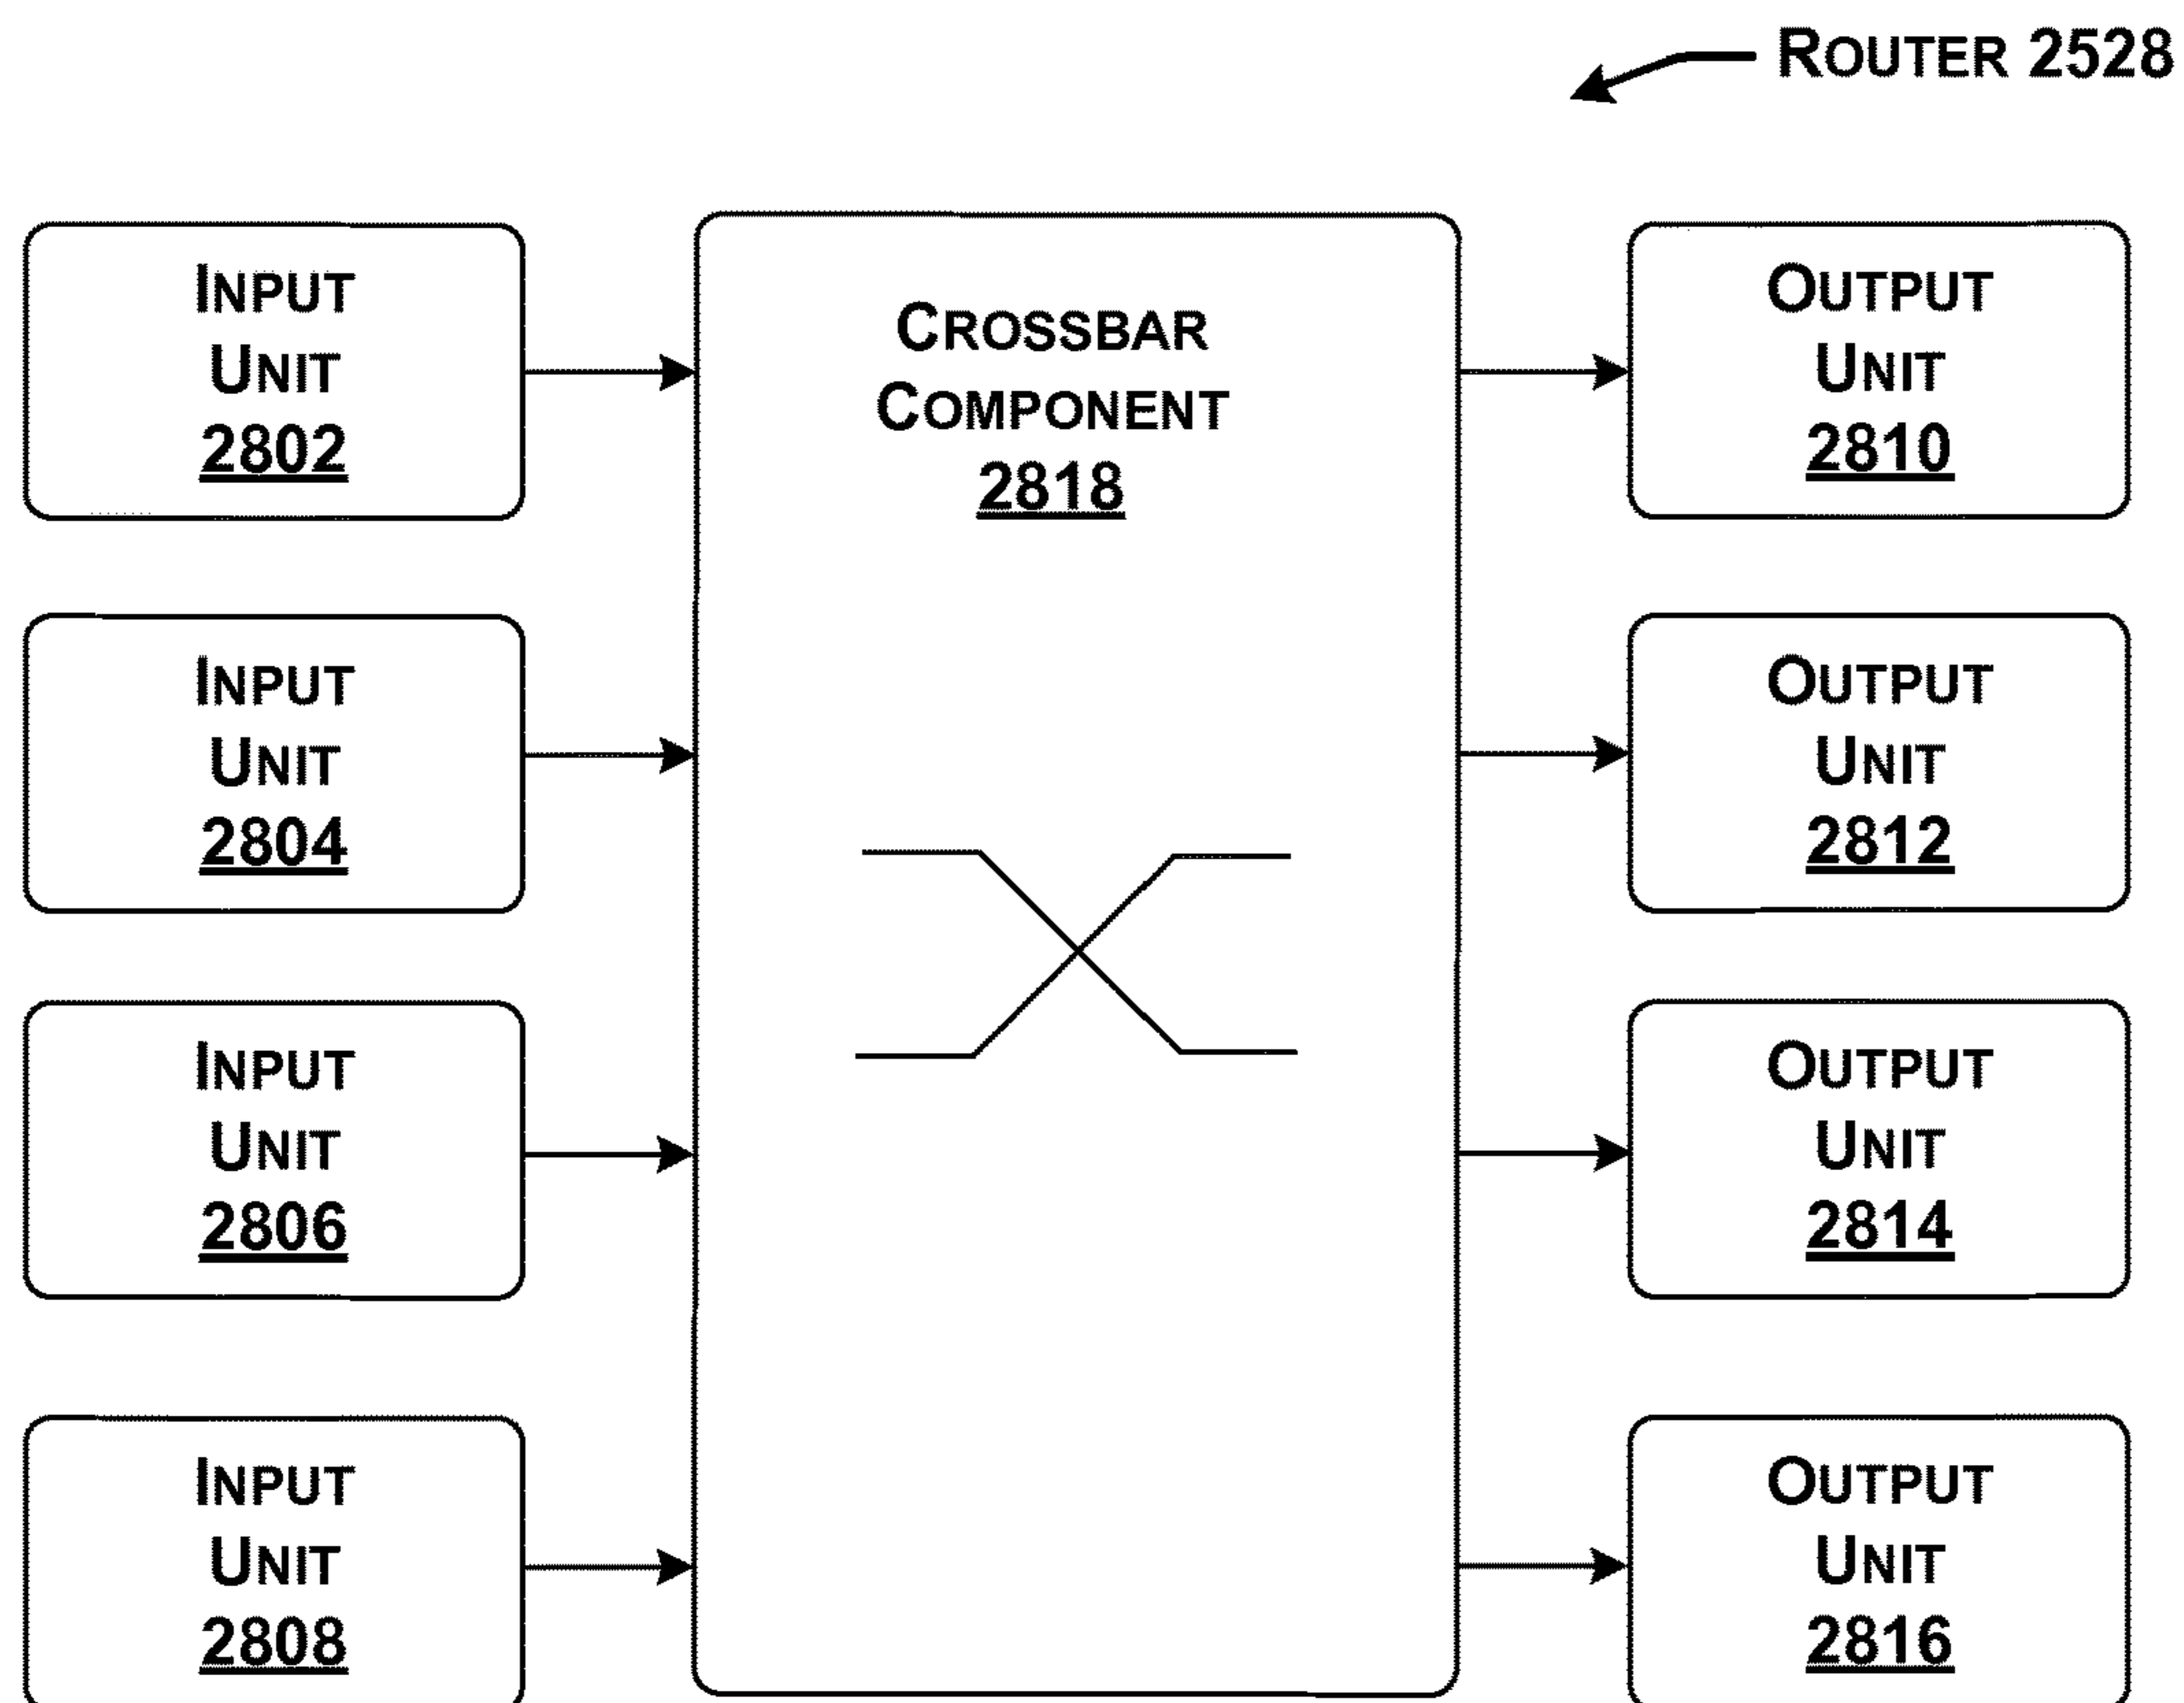 ROUTER 2528
INPUT
UNIT
2802
CROSSBAR
COMPONENT
2818
OUTPUT
UNIT
2810
INPUT
UNIT
2804
OUTPUT
UNIT
2812
INPUT
UNIT
2806
OUTPUT
UNIT
2814
INPUT
UNIT
2808
OUTPUT
UNIT
2816